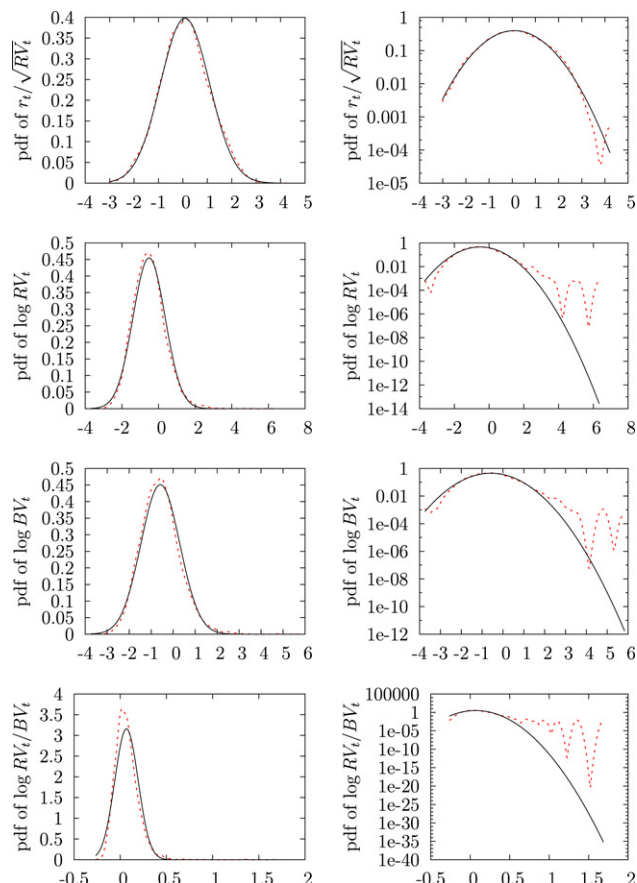 pdf of r_t/√RV_t
0.4
0.35
0.3
0.25
0.2
0.15
0.1
0.05
0
-4 -3 -2 -1 0 1 2 3 4 5
pdf of r_t/√RV_t
1
0.1
0.01
0.001
1e-04
1e-05
-4 -3 -2 -1 0 1 2 3 4 5
pdf of log RV_t
0.5
0.45
0.4
0.35
0.3
0.25
0.2
0.15
0.1
0.05
0
-4 -2 0 2 4 6 8
pdf of log RV_t
1
0.01
1e-04
1e-06
1e-08
1e-10
1e-12
1e-14
-4 -2 0 2 4 6 8
pdf of log BV_t
0.5
0.45
0.4
0.35
0.3
0.25
0.2
0.15
0.1
0.05
0
-4 -3 -2 -1 0 1 2 3 4 5 6
pdf of log BV_t
1
0.01
1e-04
1e-06
1e-08
1e-10
1e-12
-4 -3 -2 -1 0 1 2 3 4 5 6
pdf of log RV_t/BV_t
4
3.5
3
2.5
2
1.5
1
0.5
0
-0.5 0 0.5 1 1.5 2
pdf of log RV_t/BV_t
100000
1
1e-05
1e-10
1e-15
1e-20
1e-25
1e-30
1e-35
1e-40
-0.5 0 0.5 1 1.5 2